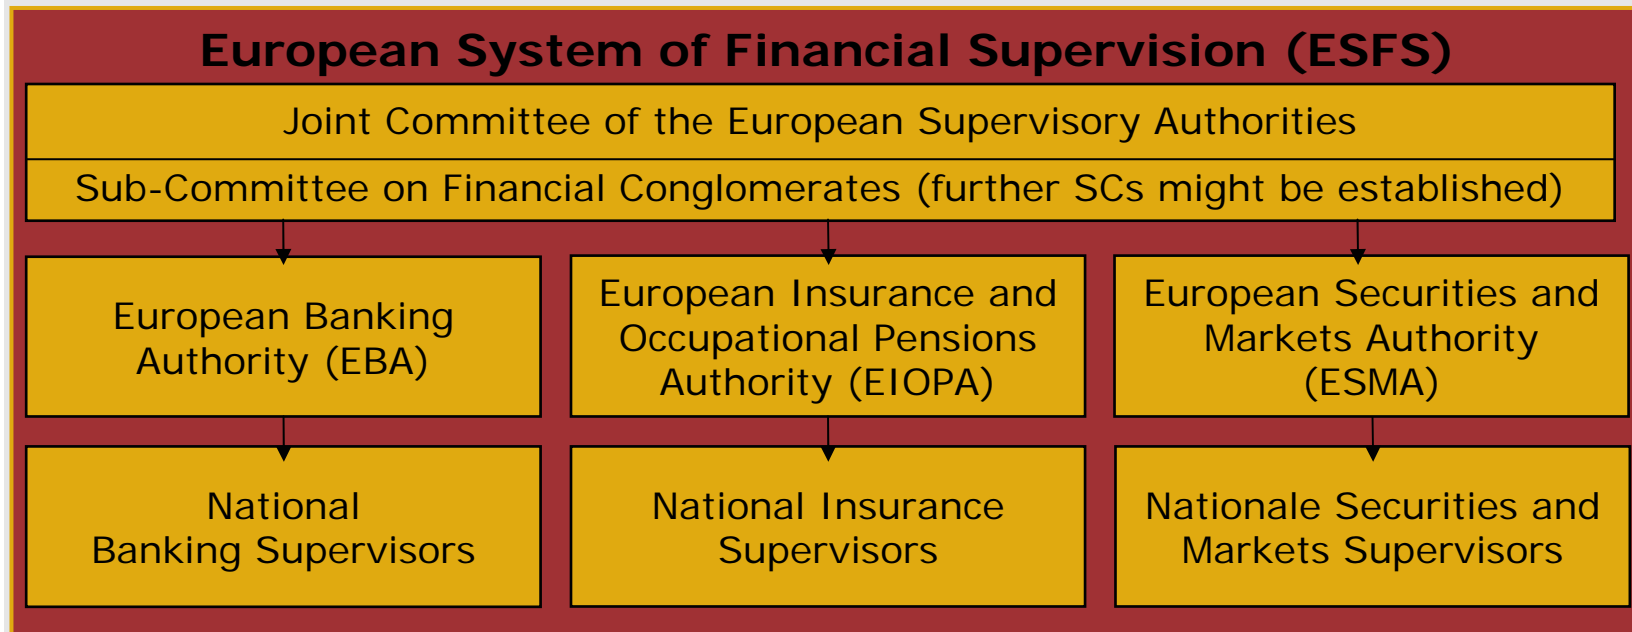 European System of Financial Supervision (ESFS)
Joint Committee of the European Supervisory Authorities
Sub-Committee on Financial Conglomerates (further SCs might be established)
European Banking
Authority (EBA)
European Insurance and
Occupational Pensions
Authority (EIOPA)
European Securities and
Markets Authority
(ESMA)
National
Banking Supervisors
National Insurance
Supervisors
Nationale Securities and
Markets Supervisors